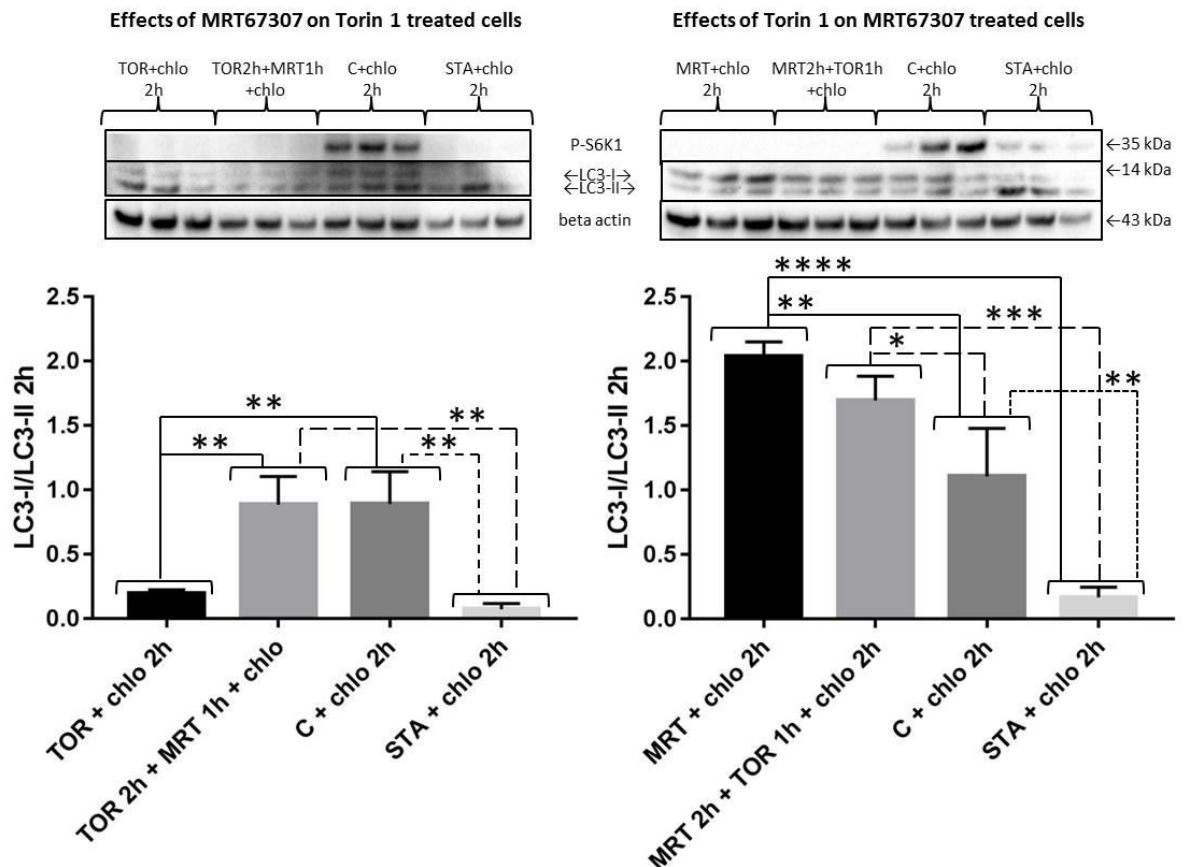 Effects of MRT67307 on Torin 1 treated cells
TOR+chlo 2h
TOR2h+MRT1h +chlo
C+chlo 2h
STA+chlo 2h
Effects of Torin 1 on MRT67307 treated cells
MRT+chlo 2h
MRT2h+TOR1h +chlo
C+chlo 2h
STA+chlo 2h
P-S6K1
←35 kDa
←LC3-I→
←14 kDa
←LC3-II→
beta actin
←43 kDa
LC3-I/LC3-II 2h
2.5
2.0
1.5
1.0
0.5
0.0
**
**
**
**
TOR + chlo 2h
TOR 2h + MRT 1h + chlo
C + chlo 2h
STA + chlo 2h
LC3-I/LC3-II 2h
2.5
2.0
1.5
1.0
0.5
0.0
****
**
***
*
**
MRT + chlo 2h
MRT 2h + TOR 1h + chlo 2h
C + chlo 2h
STA + chlo 2h